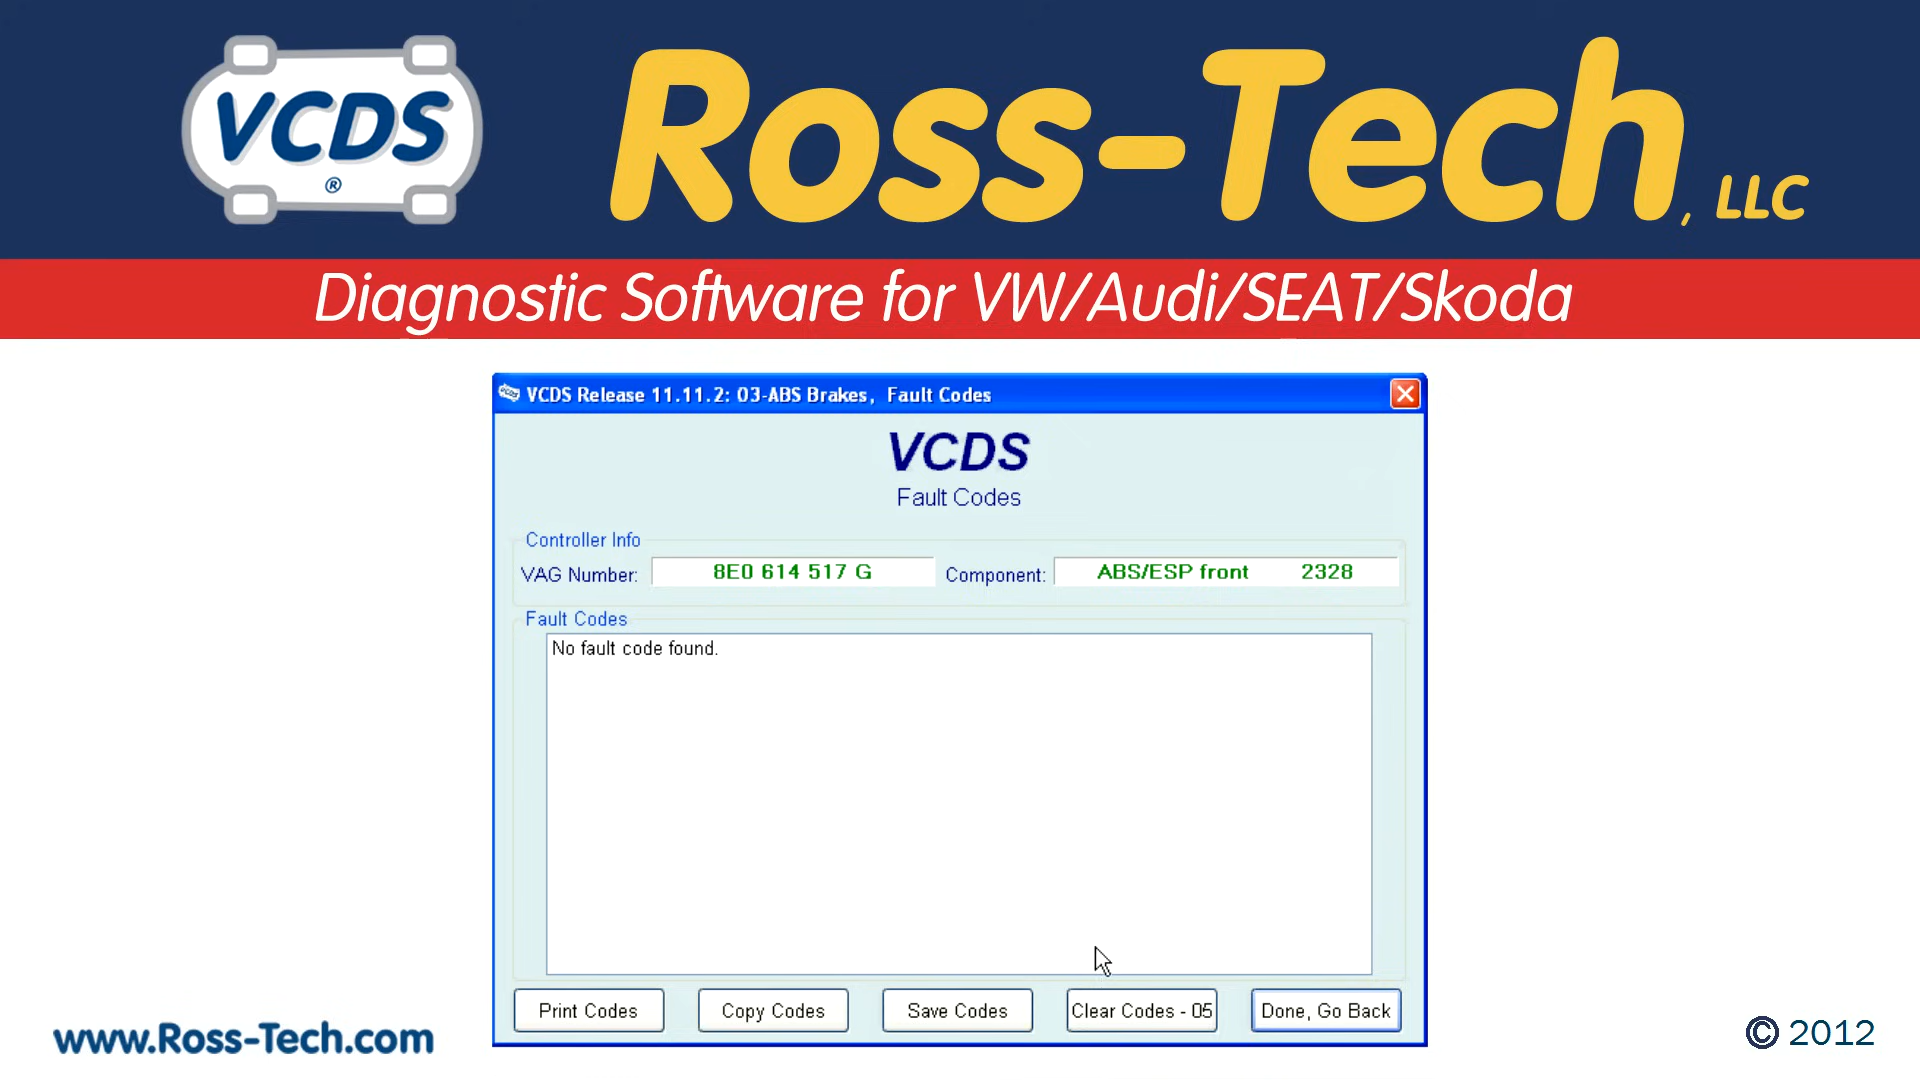 VCDS
®
Ross-Tech, LLC
Diagnostic Software for VW/Audi/SEAT/Skoda
VCDS Release 11.11.2: 03-ABS Brakes, Fault Codes
VCDS
Fault Codes
Controller Info
VAG Number: 8E0 614 517 G Component: ABS/ESP front 2328
Fault Codes
No fault code found.
Print Codes Copy Codes Save Codes Clear Codes - 05 Done, Go Back
www.Ross-Tech.com
© 2012